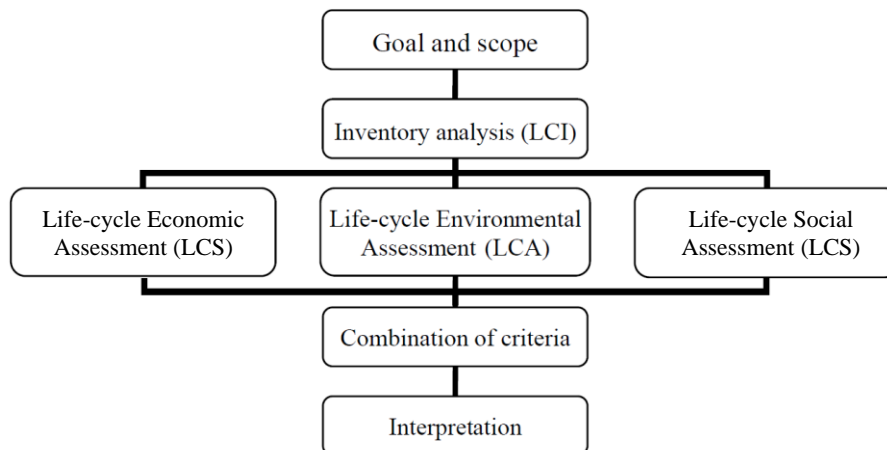 Goal and scope
Inventory analysis (LCI)
Life-cycle Economic
Assessment (LCS)
Life-cycle Environmental
Assessment (LCA)
Life-cycle Social
Assessment (LCS)
Combination of criteria
Interpretation